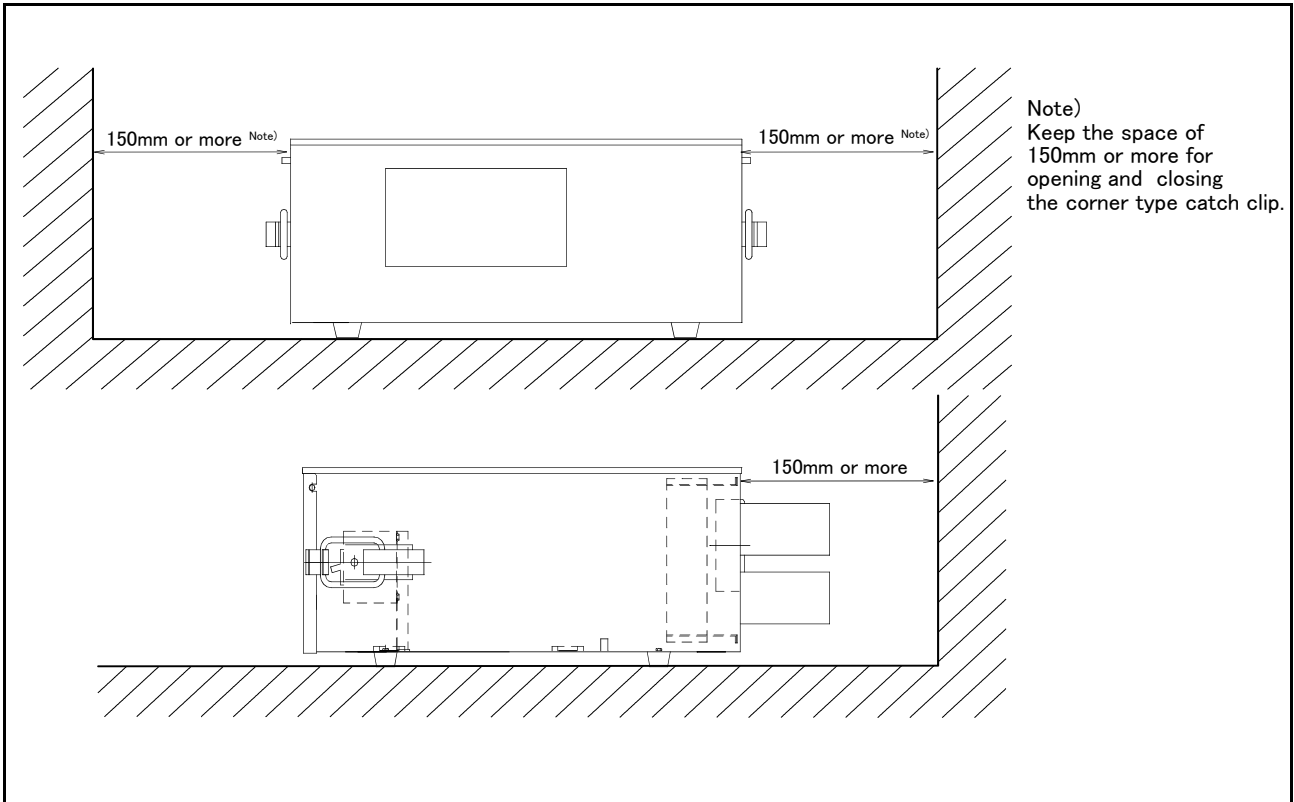 150mm or more Note)
150mm or more Note)
Note)
Keep the space of
150mm or more for
opening and closing
the corner type catch clip.
150mm or more